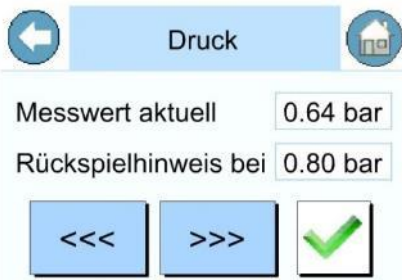 Druck
Messwert aktuell 0.64 bar
Rückspielhinweis bei 0.80 bar
<<< >>>